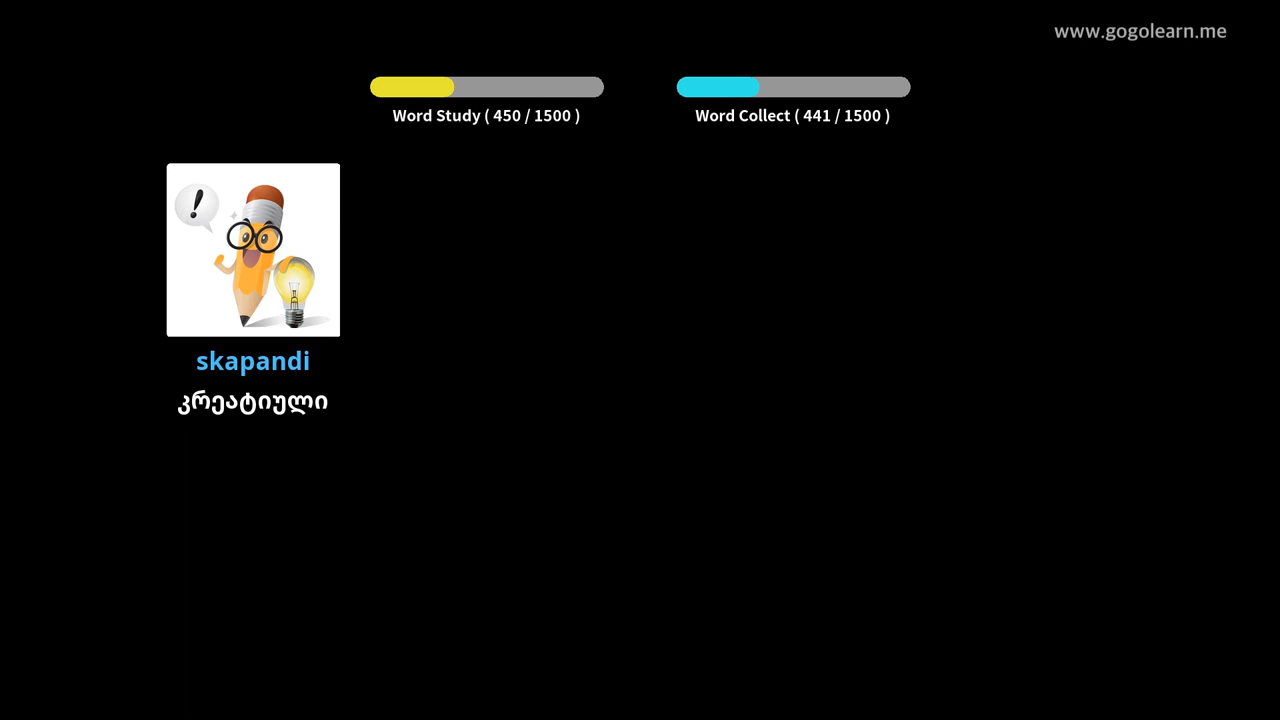 www.gogolearn.me
Word Study ( 450 / 1500 )
Word Collect ( 441 / 1500 )
!
skapandi
კრეატიული